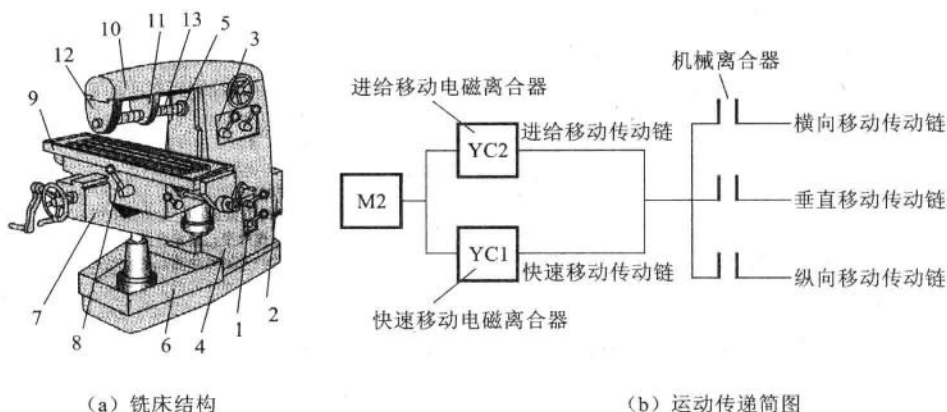 11 13 5
10
3
12
9
7
8
6
4
1
2
机械离合器
进给移动电磁离合器
进给移动传动链
横向移动传动链
YC2
M2
垂直移动传动链
YC1
快速移动传动链
纵向移动传动链
快速移动电磁离合器
(a) 铣床结构
(b) 运动传递简图